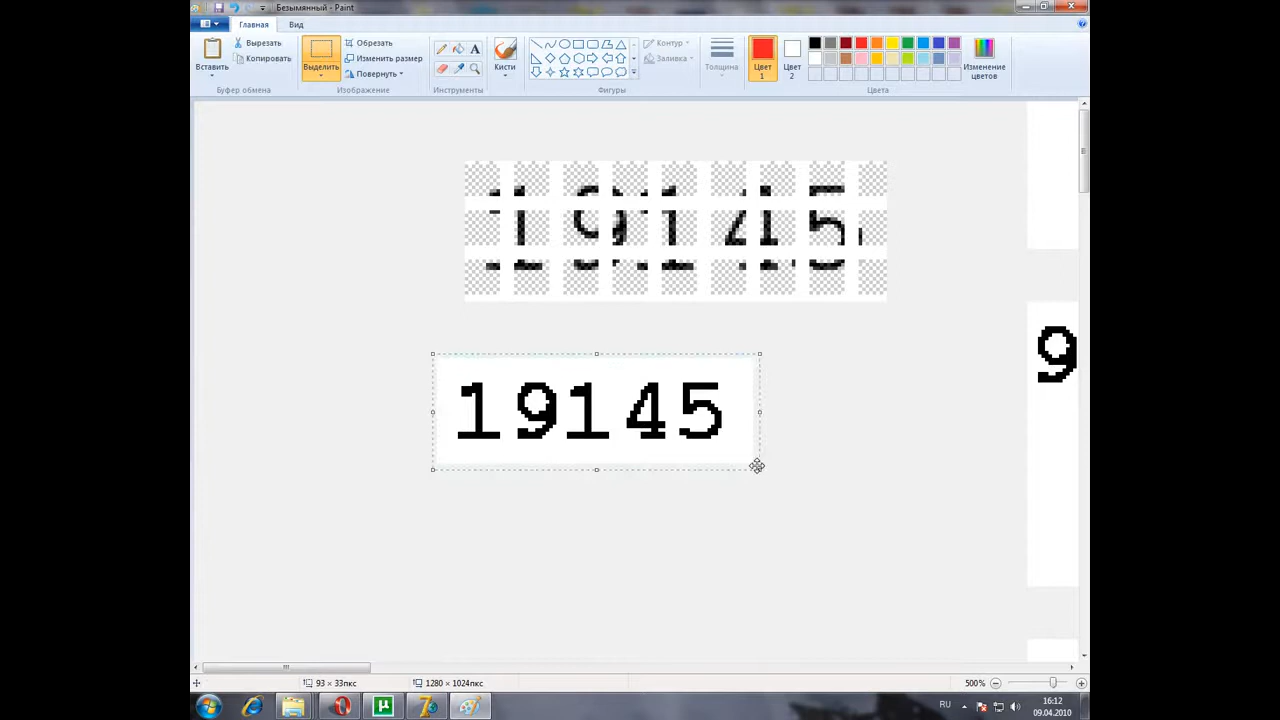 Безымянный - Paint
Главная
Вид
Вставить
Вырезать
Копировать
Буфер обмена
Выделить
Обрезать
Изменить размер
Повернуть
Изображение
A
Инструменты
Кисти
Контур
Заливка
Фигуры
Толщина
Цвет 1
Цвет 2
Изменение цветов
Цвета
19145
19145
9
93 × 33пкс
1280 × 1024пкс
500%
RU
16:12
09.04.2010